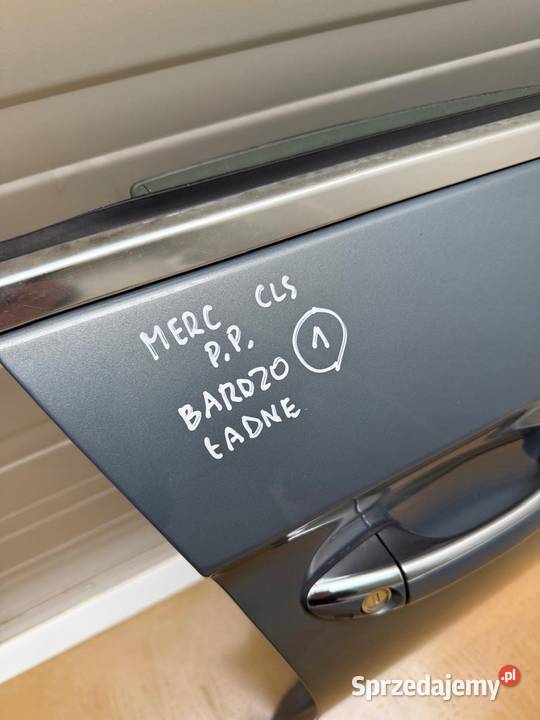 MERC CLS
P.P. 1
BARDZO
ŁADNE
Sprzedajemy.pl